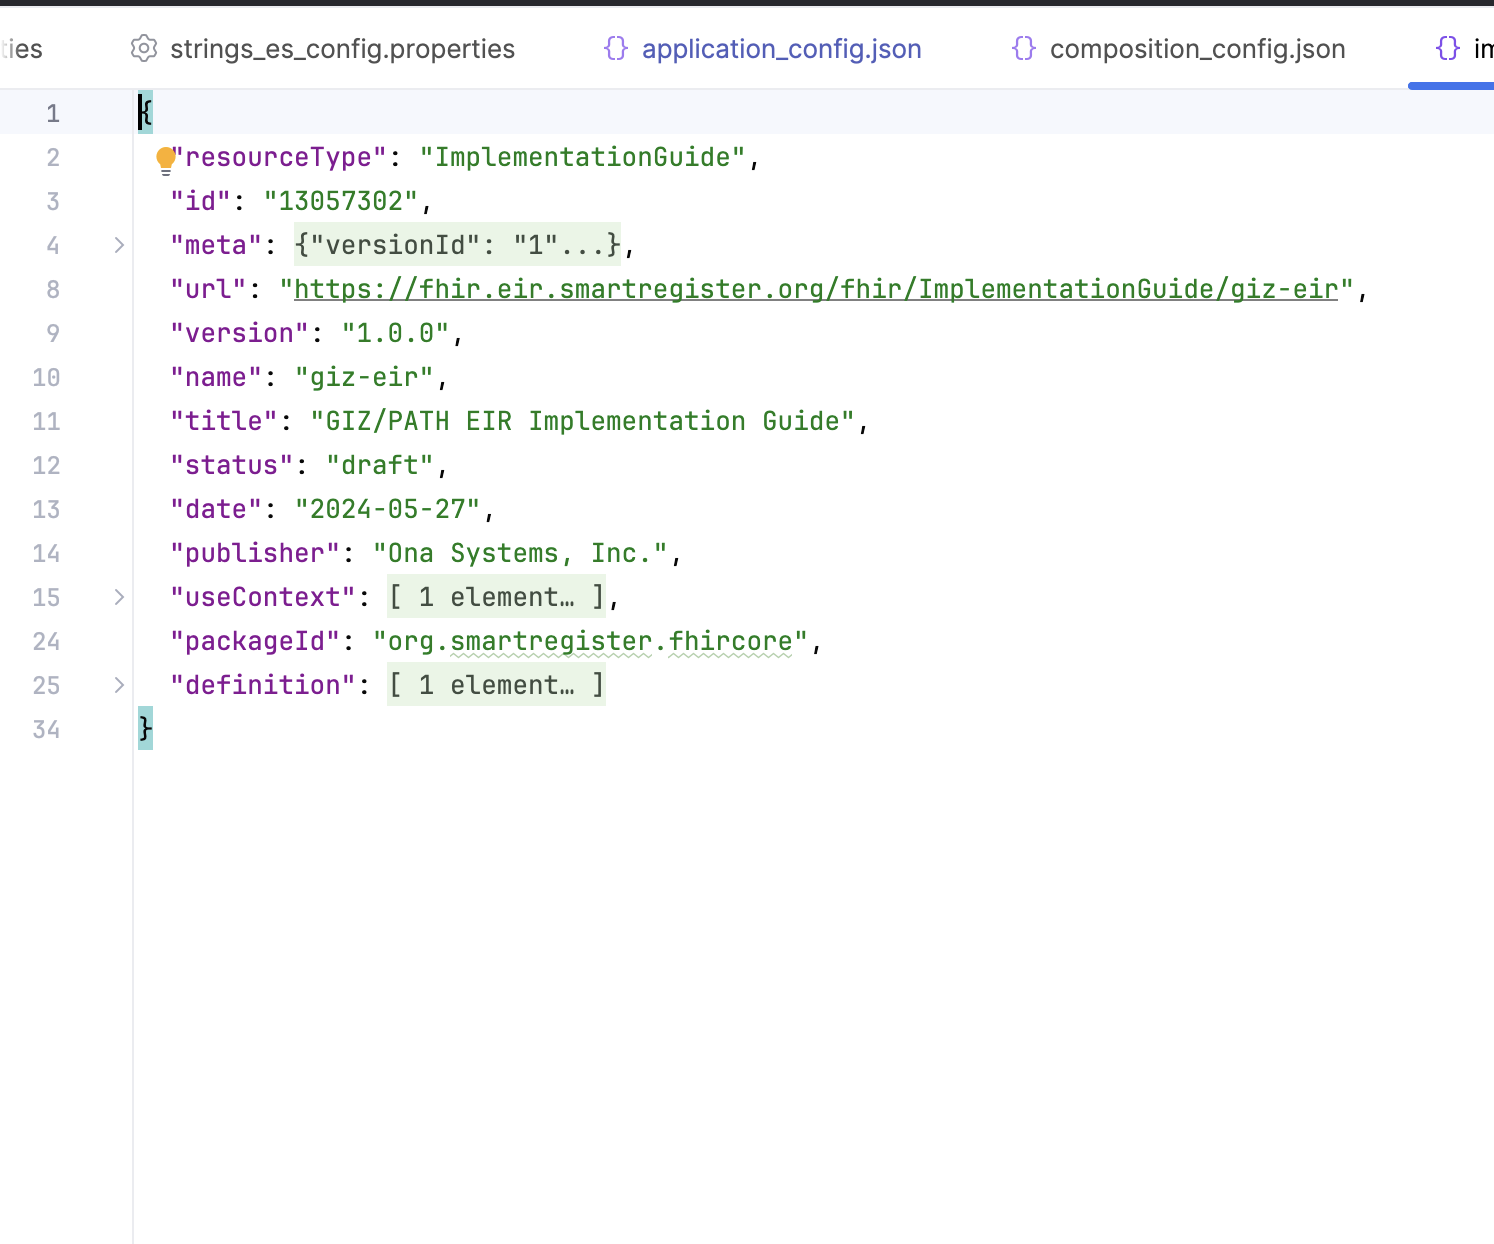 ties strings_es_config.properties application_config.json composition_config.json im
1 {
2 "resourceType": "ImplementationGuide",
3 "id": "13057302",
4 "meta": {"versionId": "1"...},
8 "url": "https://fhir.eir.smartregister.org/fhir/ImplementationGuide/giz-eir",
9 "version": "1.0.0",
10 "name": "giz-eir",
11 "title": "GIZ/PATH EIR Implementation Guide",
12 "status": "draft",
13 "date": "2024-05-27",
14 "publisher": "Ona Systems, Inc.",
15 "useContext": [ 1 element… ],
24 "packageId": "org.smartregister.fhircore",
25 "definition": [ 1 element… ]
34 }